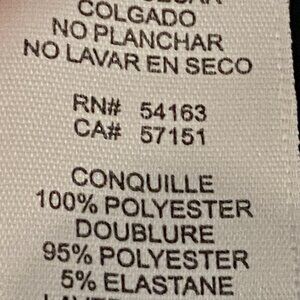 COLGADO
NO PLANCHAR
NO LAVAR EN SECO
RN# 54163
CA# 57151
CONQUILLE
100% POLYESTER
DOUBLURE
95% POLYESTER
5% ELASTANE